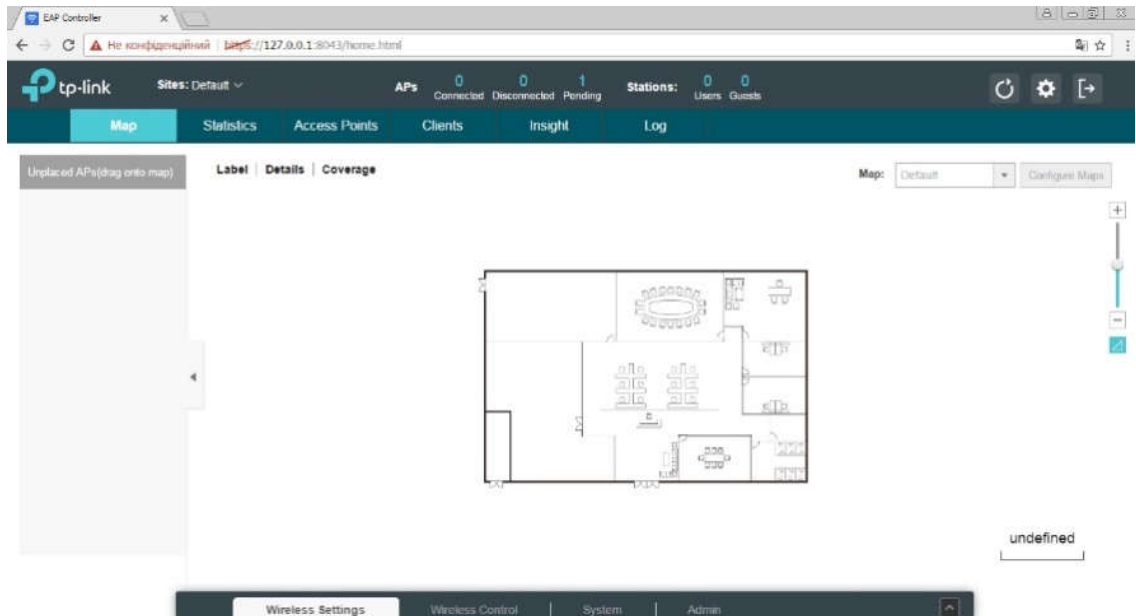 EAP Controller
Не конфіденційний https://127.0.0.1:8043/home.html
tp-link Sites: Default APs 0 Connected 0 Disconnected 1 Pending Stations: 0 Users 0 Guests
Map Statistics Access Points Clients Insight Log
Unplaced APs(drag onto map) Label | Details | Coverage Map: Default Configure Maps
undefined
Wireless Settings Wireless Control | System | Admin